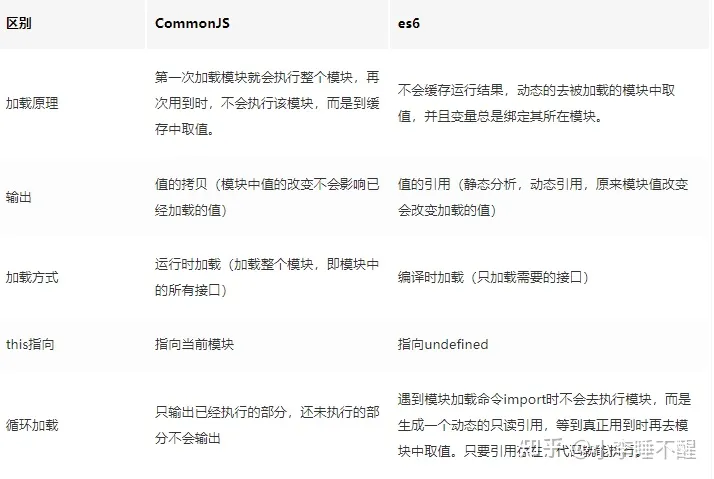 区别
CommonJS
es6
加载原理
第一次加载模块就会执行整个模块，再
次用到时，不会执行该模块，而是到缓
存中取值。
不会缓存运行结果，动态的去被加载的模块中取
值，并且变量总是绑定其所在模块。
输出
值的拷贝（模块中值的改变不会影响已
经加载的值）
值的引用（静态分析，动态引用，原来模块值改变
会改变加载的值）
加载方式
运行时加载（加载整个模块，即模块中
的所有接口）
编译时加载（只加载需要的接口）
this指向
指向当前模块
指向undefined
循环加载
只输出已经执行的部分，还未执行的部
分不会输出
遇到模块加载命令import时不会去执行模块，而是
生成一个动态的只读引用，等到真正用到时再去模
块中取值。只要引用存在，代码就能执行。
知乎 @小李睡不醒